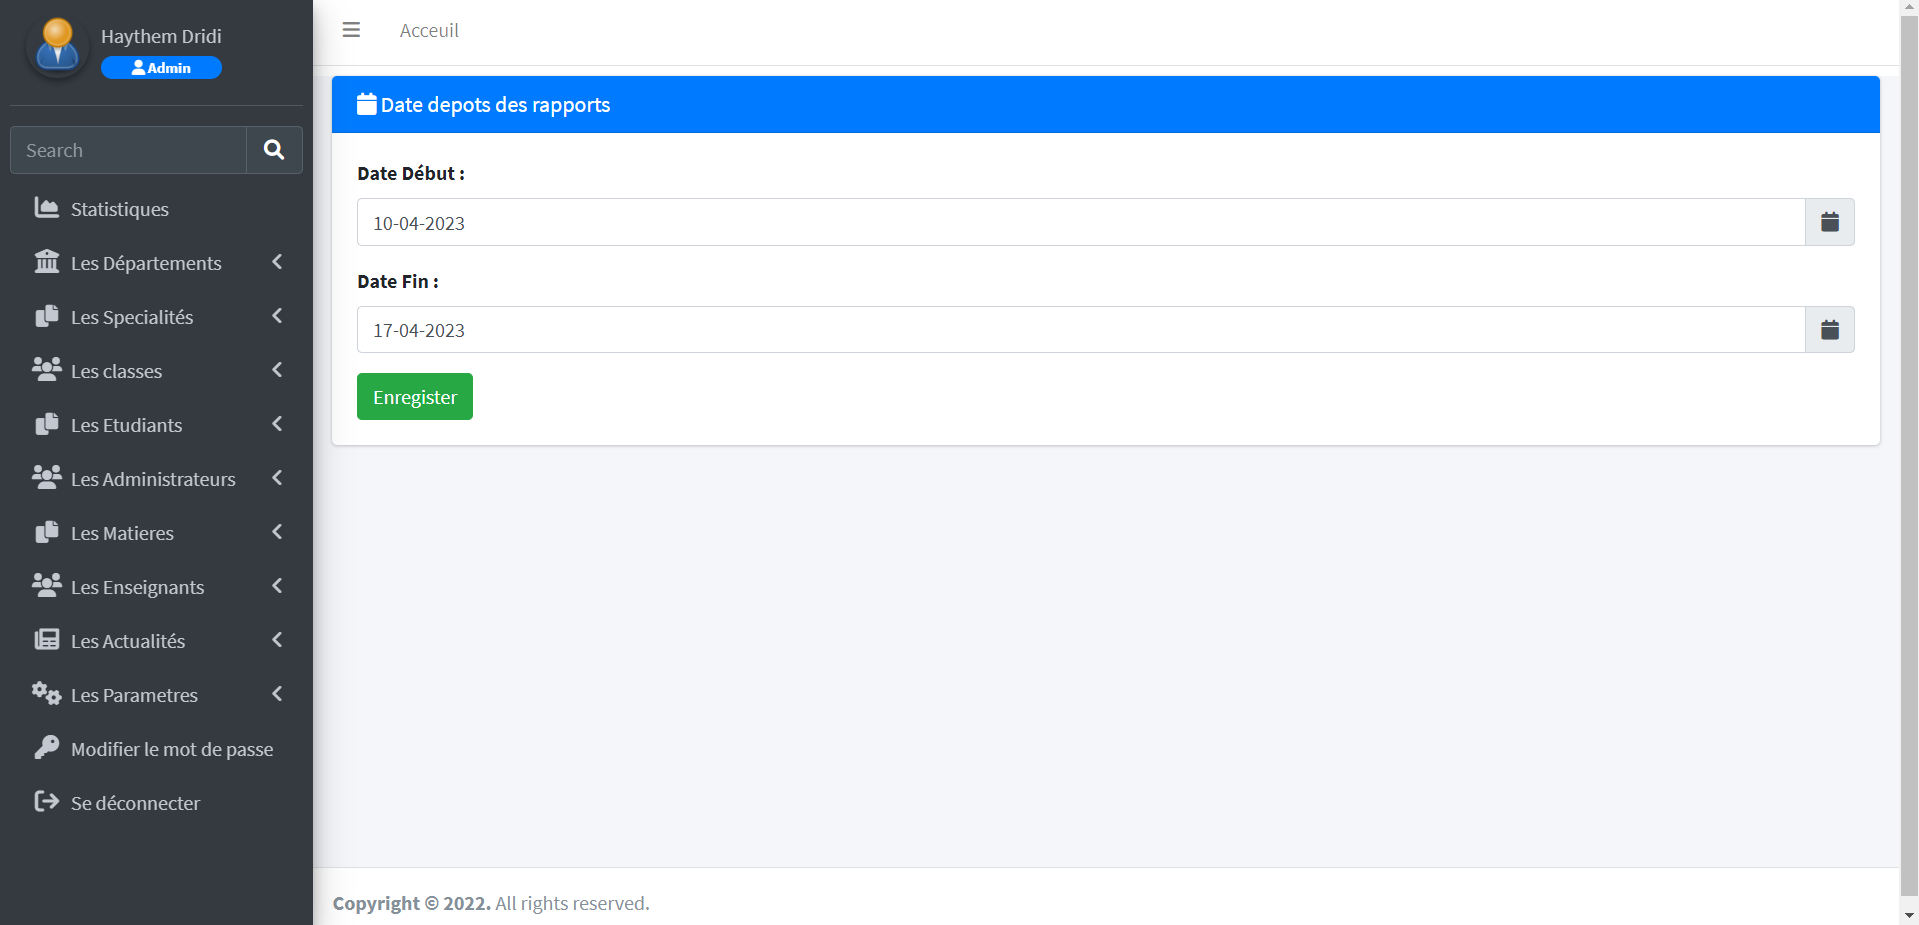 Haythem Dridi
Admin
Search
Statistiques
Les Départements
Les Specialités
Les classes
Les Etudiants
Les Administrateurs
Les Matieres
Les Enseignants
Les Actualités
Les Parametres
Modifier le mot de passe
Se déconnecter
Acceuil
Date depots des rapports
Date Début :
10-04-2023
Date Fin :
17-04-2023
Enregister
Copyright © 2022. All rights reserved.